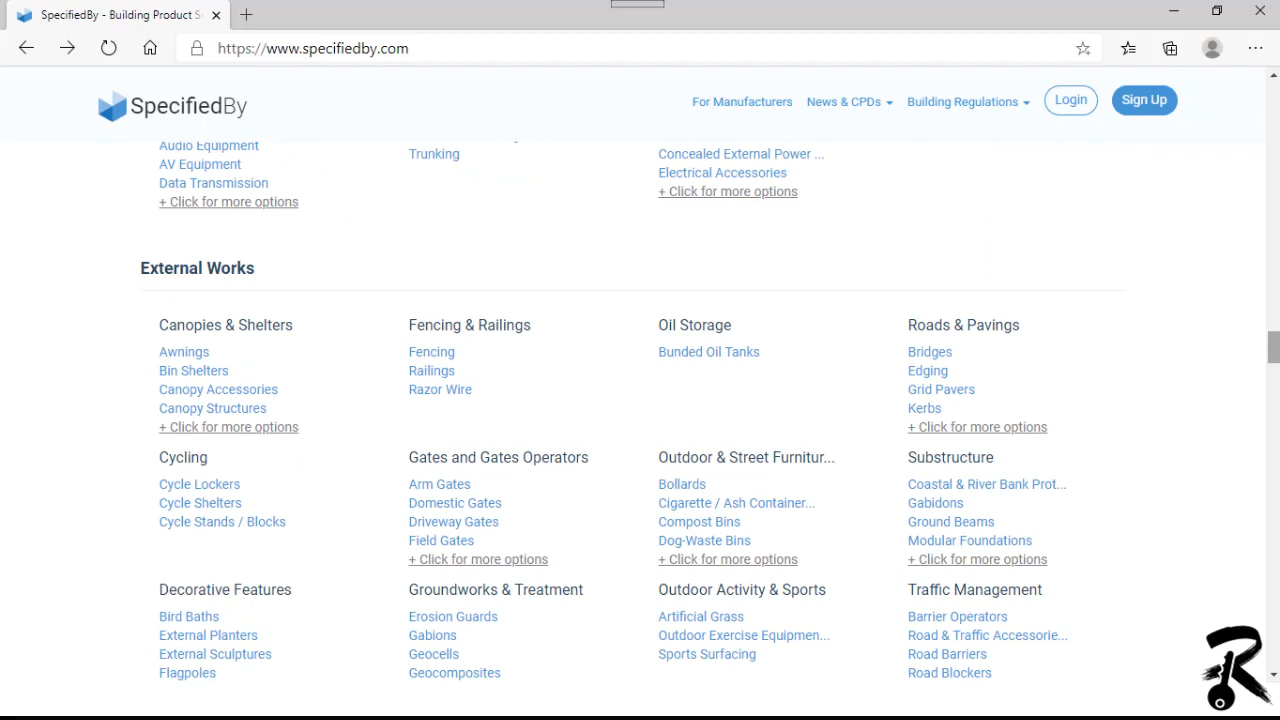 SpecifiedBy - Building Product Se
https://www.specifiedby.com
SpecifiedBy
For Manufacturers
News & CPDs
Building Regulations
Login
Sign Up
Audio Equipment
AV Equipment
Data Transmission
+ Click for more options
Trunking
Concealed External Power ...
Electrical Accessories
+ Click for more options
External Works
Canopies & Shelters
Awnings
Bin Shelters
Canopy Accessories
Canopy Structures
+ Click for more options
Fencing & Railings
Fencing
Railings
Razor Wire
Oil Storage
Bunded Oil Tanks
Roads & Pavings
Bridges
Edging
Grid Pavers
Kerbs
+ Click for more options
Cycling
Cycle Lockers
Cycle Shelters
Cycle Stands / Blocks
Gates and Gates Operators
Arm Gates
Domestic Gates
Driveway Gates
Field Gates
+ Click for more options
Outdoor & Street Furnitur...
Bollards
Cigarette / Ash Container...
Compost Bins
Dog-Waste Bins
+ Click for more options
Substructure
Coastal & River Bank Prot...
Gabidons
Ground Beams
Modular Foundations
+ Click for more options
Decorative Features
Bird Baths
External Planters
External Sculptures
Flagpoles
Groundworks & Treatment
Erosion Guards
Gabions
Geocells
Geocomposites
Outdoor Activity & Sports
Artificial Grass
Outdoor Exercise Equipmen...
Sports Surfacing
Traffic Management
Barrier Operators
Road & Traffic Accessorie...
Road Barriers
Road Blockers